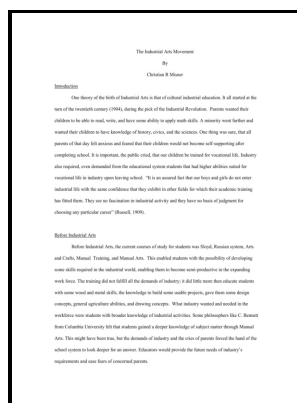 The Industrial Arts Movement
By
Christian R Misner
Introduction
One theory of the birth of Industrial Arts is that of cultural industrial education. It all started at the
turn of the twentieth century (1904), during the pick of the Industrial Revolution. Parents wanted their
children to be able to read, write, and have some ability to apply math skills. A minority went further and
wanted their children to have knowledge of history, civics, and the sciences. One thing was sure, that all
parents of that day felt anxious and feared that their children would not become self-supporting after
completing school. It is important, the public cried, that our children be trained for vocational life. Industry
also required, even demanded from the educational system students that had higher abilities suited for
vocational life in industry upon leaving school. "It is an assured fact that our boys and girls do not enter
industrial life with the same confidence that they exhibit in other fields for which their academic training
has fitted them. They see no fascination in industrial activity and they have no basis of judgment for
choosing any particular career" (Russell, 1909).
Before Industrial Arts
Before Industrial Arts, the current courses of study for students was Sloyd, Russian system, Arts
and Crafts, Manual Training, and Manual Arts. This enabled students with the possibility of developing
some skills required in the industrial world, enabling them to become semi-productive in the expanding
work force. The training did not fulfill all the demands of industry; it did little more then educate students
with some wood and metal skills, the knowledge to build some usable projects, gave them some design
concepts, general agriculture abilities, and drawing concepts. What industry wanted and needed in the
workforce were students with broader knowledge of industrial activities. Some philosophers like C. Bennett
from Columbia University felt that students gained a deeper knowledge of subject matter through Manual
Arts. This might have been true, but the demands of industry and the cries of parents forced the hand of the
school system to look deeper for an answer. Educators would provide the future needs of industry's
requirements and ease fears of concerned parents.